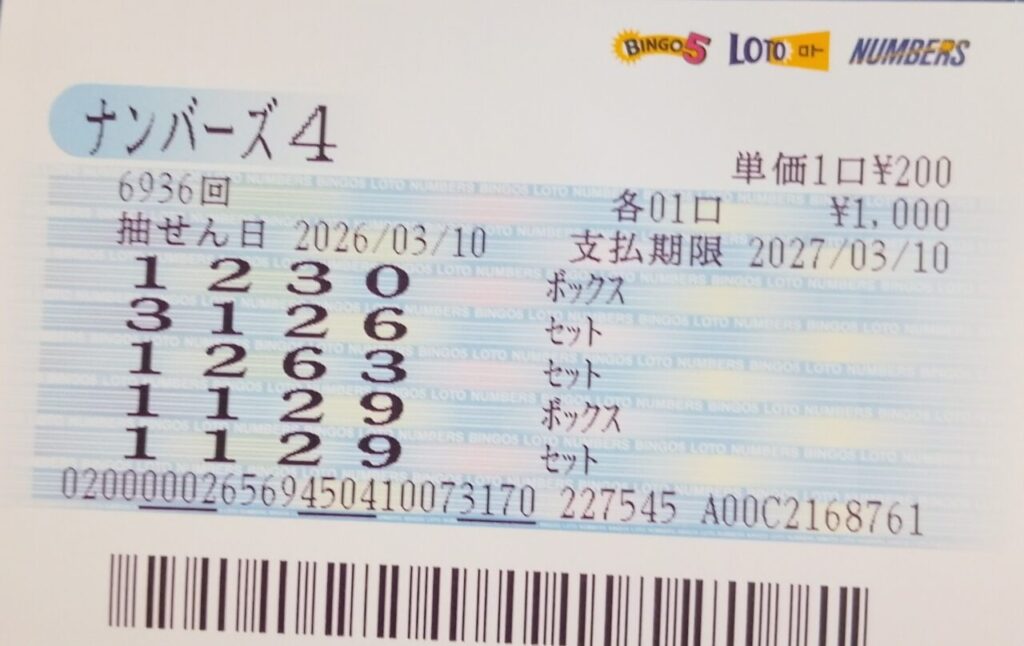 BINGO5 LOTO ロト NUMBERS
ナンバーズ4
単価1口¥200
6936回 各01口 ¥1,000
抽せん日 2026/03/10 支払期限 2027/03/10
1 2 3 0 ボックス
3 1 2 6 セット
1 2 6 3 セット
1 1 2 9 ボックス
1 1 2 9 セット
020000026569450410073170 227545 A00C2168761